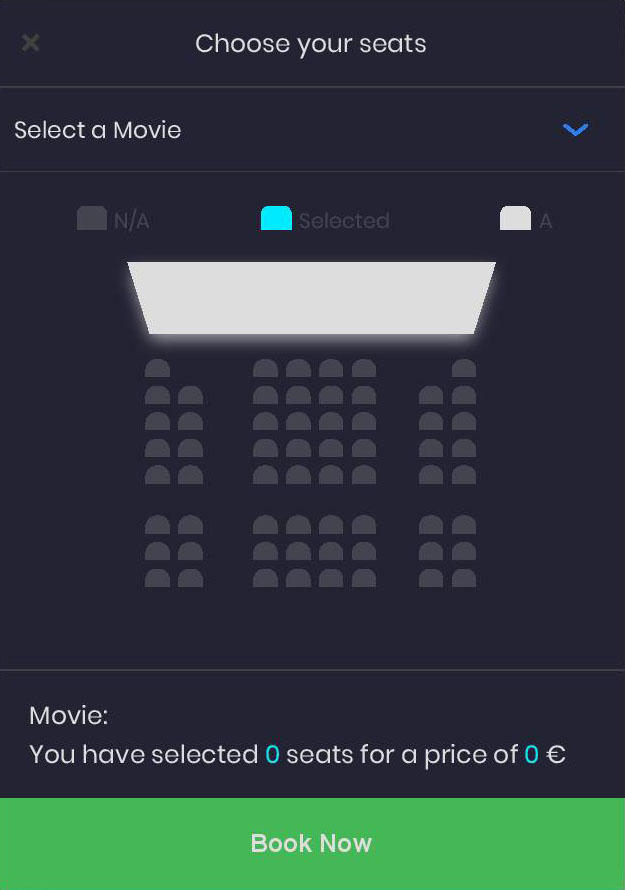 Choose your seats
Select a Movie
N/A Selected A
Movie:
You have selected 0 seats for a price of 0 €
Book Now